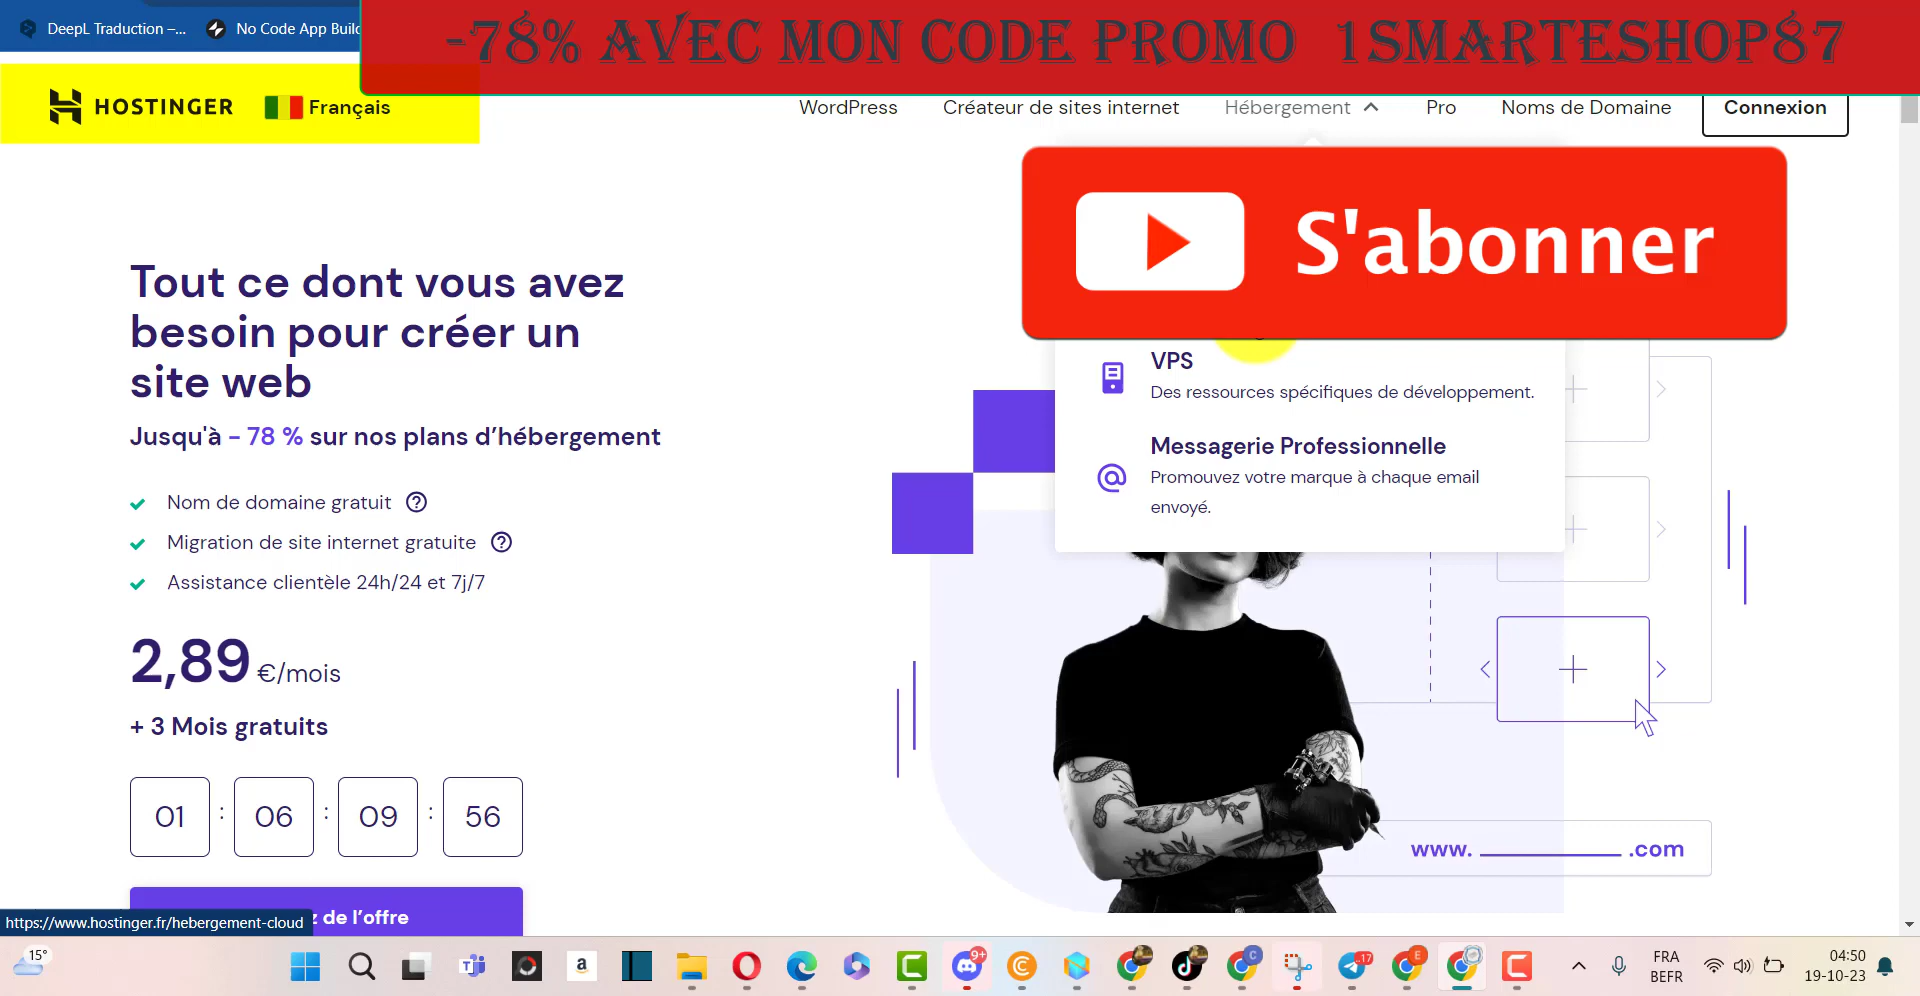 DeepL Traduction –...
No Code App Build
-78% AVEC MON CODE PROMO 1SMARTESHOP87
HOSTINGER
Français
WordPress
Créateur de sites internet
Hébergement
Pro
Noms de Domaine
Connexion
S'abonner
Tout ce dont vous avez
besoin pour créer un
site web
Jusqu'à - 78 % sur nos plans d'hébergement
Nom de domaine gratuit
Migration de site internet gratuite
Assistance clientèle 24h/24 et 7j/7
2,89 €/mois
+ 3 Mois gratuits
01 : 06 : 09 : 56
z de l'offre
VPS
Des ressources spécifiques de développement.
Messagerie Professionnelle
Promouvez votre marque à chaque email
envoyé.
www. .com
https://www.hostinger.fr/hebergement-cloud
15°
9+
17
FRA
BEFR
04:50
19-10-23